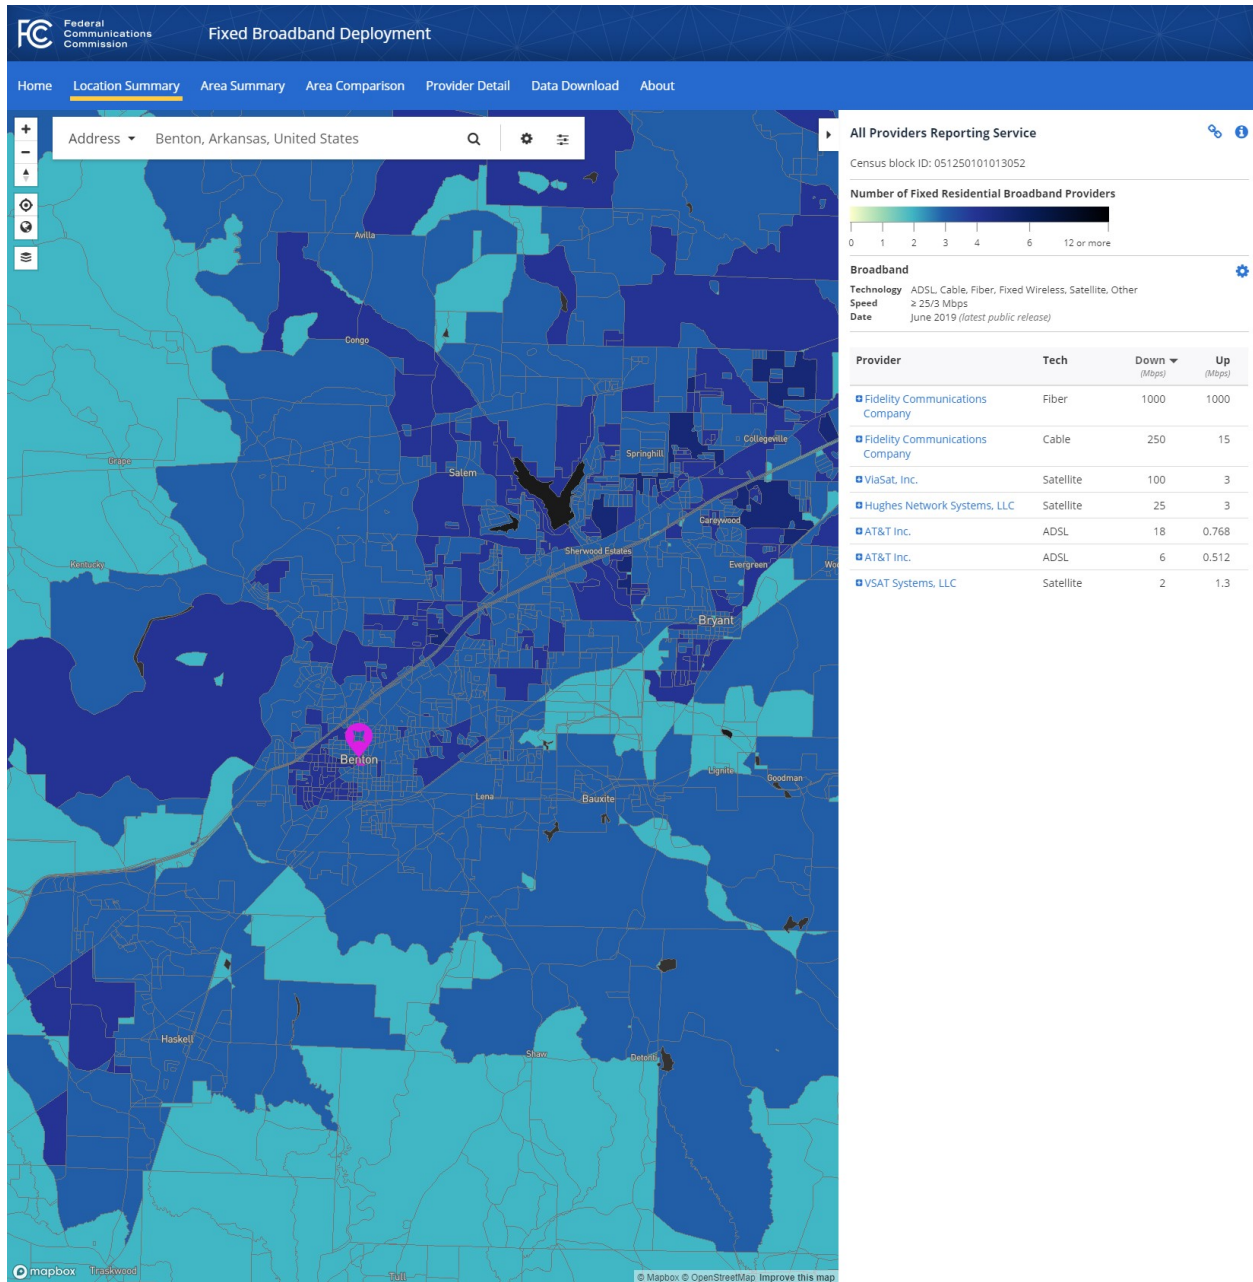 FCC
Federal
Communications
Commission
Fixed Broadband Deployment
Home Location Summary Area Summary Area Comparison Provider Detail Data Download About
Address Benton, Arkansas, United States
Avilla
Congo
Collegeville
Springhill
Grape
Salem
Careywood
Sherwood Estates
Kentucky
Evergreen
Wo
Bryant
Benton
Lignite
Goodman
Lena
Bauxite
Haskell
Shaw
Detonti
Traskwood
Tull
mapbox
© Mapbox © OpenStreetMap Improve this map
All Providers Reporting Service
Census block ID: 051250101013052
Number of Fixed Residential Broadband Providers
0 1 2 3 4 6 12 or more
Broadband
Technology ADSL, Cable, Fiber, Fixed Wireless, Satellite, Other
Speed ≥ 25/3 Mbps
Date June 2019 (latest public release)
Provider Tech Down Up
(Mbps) (Mbps)
Fidelity Communications Fiber 1000 1000
Company
Fidelity Communications Cable 250 15
Company
ViaSat, Inc. Satellite 100 3
Hughes Network Systems, LLC Satellite 25 3
AT&T Inc. ADSL 18 0.768
AT&T Inc. ADSL 6 0.512
VSAT Systems, LLC Satellite 2 1.3